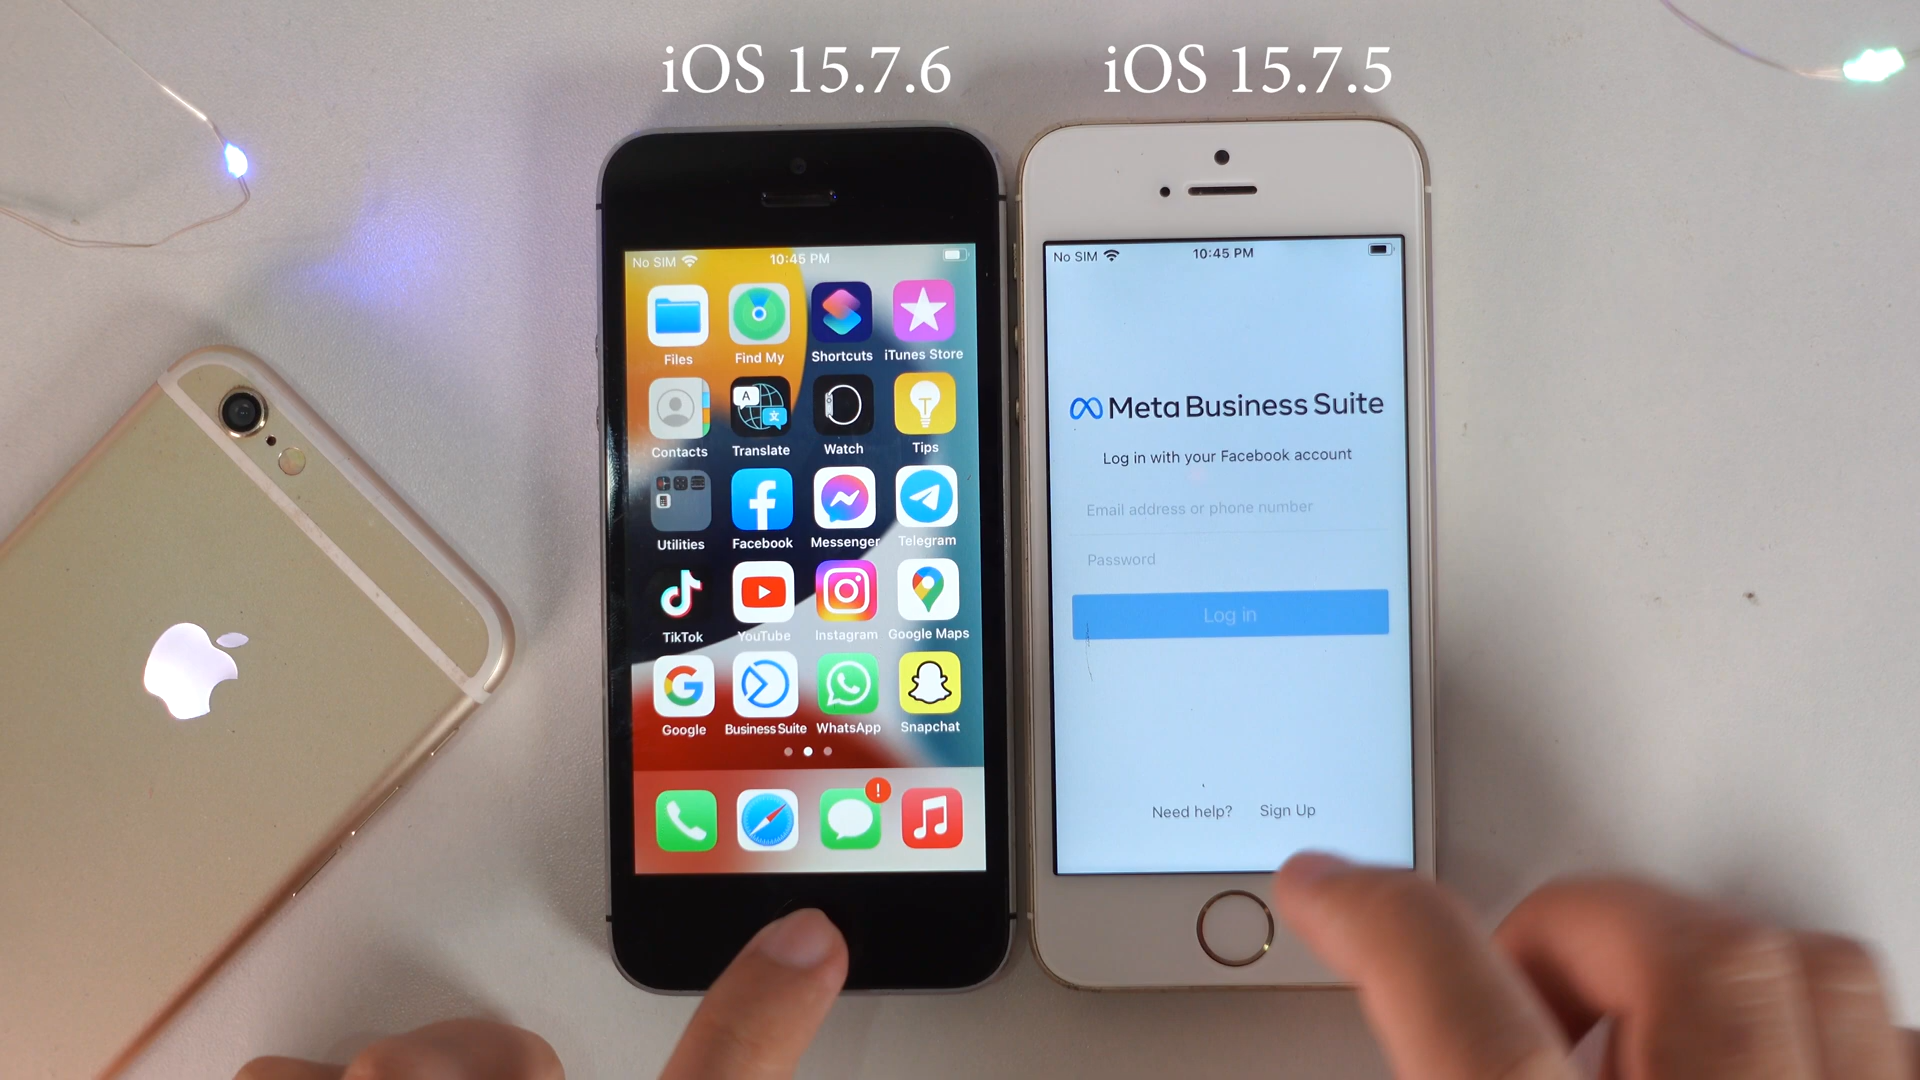 iOS 15.7.6
iOS 15.7.5
No SIM 10:45 PM
Files Find My Shortcuts iTunes Store
Contacts Translate Watch Tips
Utilities Facebook Messenger Telegram
TikTok YouTube Instagram Google Maps
Google Business Suite WhatsApp Snapchat
No SIM 10:45 PM
Meta Business Suite
Log in with your Facebook account
Email address or phone number
Password
Log in
Need help? Sign Up